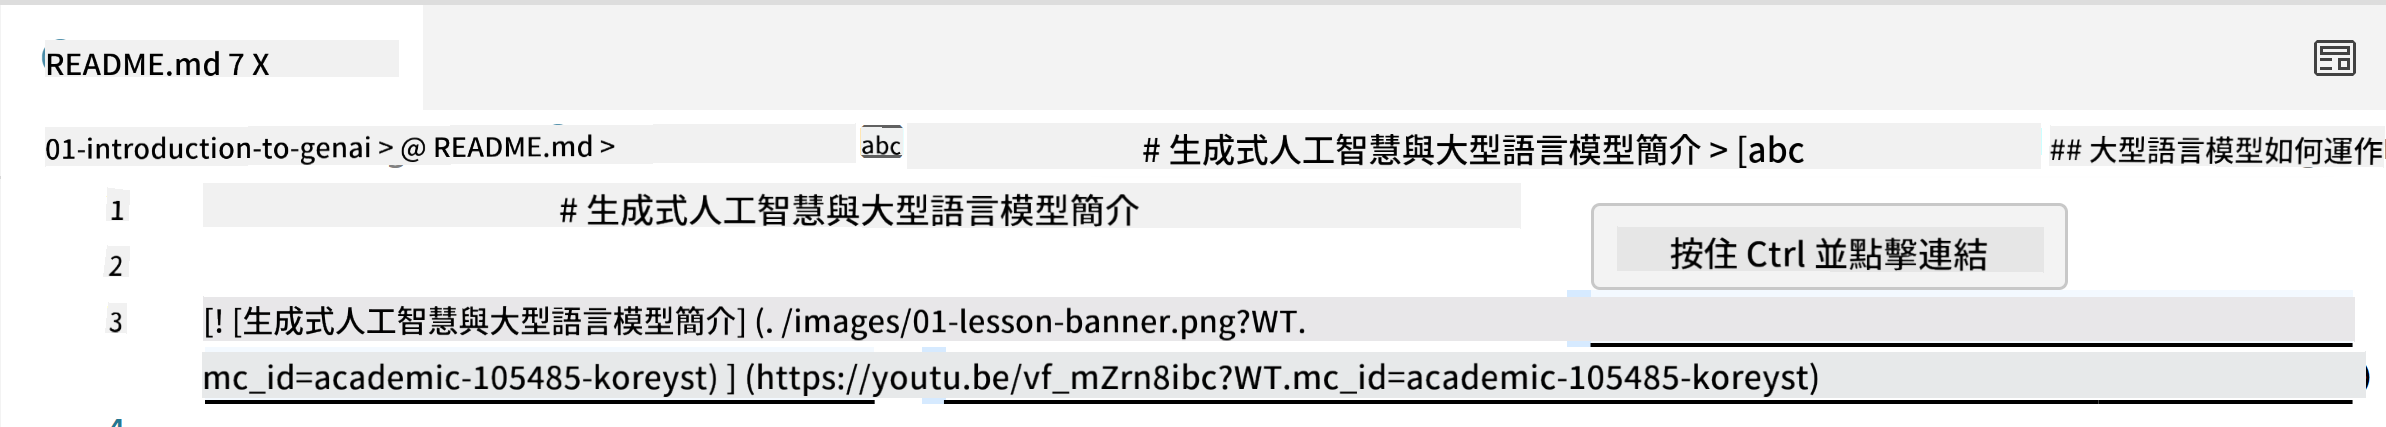 README.md 7 X
01-introduction-to-genai > @ README.md > abc # 生成式人工智慧與大型語言模型簡介 > [abc ## 大型語言模型如何運作
1 # 生成式人工智慧與大型語言模型簡介
按住 Ctrl 並點擊連結
2
3 [! [生成式人工智慧與大型語言模型簡介] (. /images/01-lesson-banner.png?WT.
mc_id=academic-105485-koreyst) ] (https://youtu.be/vf_mZrn8ibc?WT.mc_id=academic-105485-koreyst)